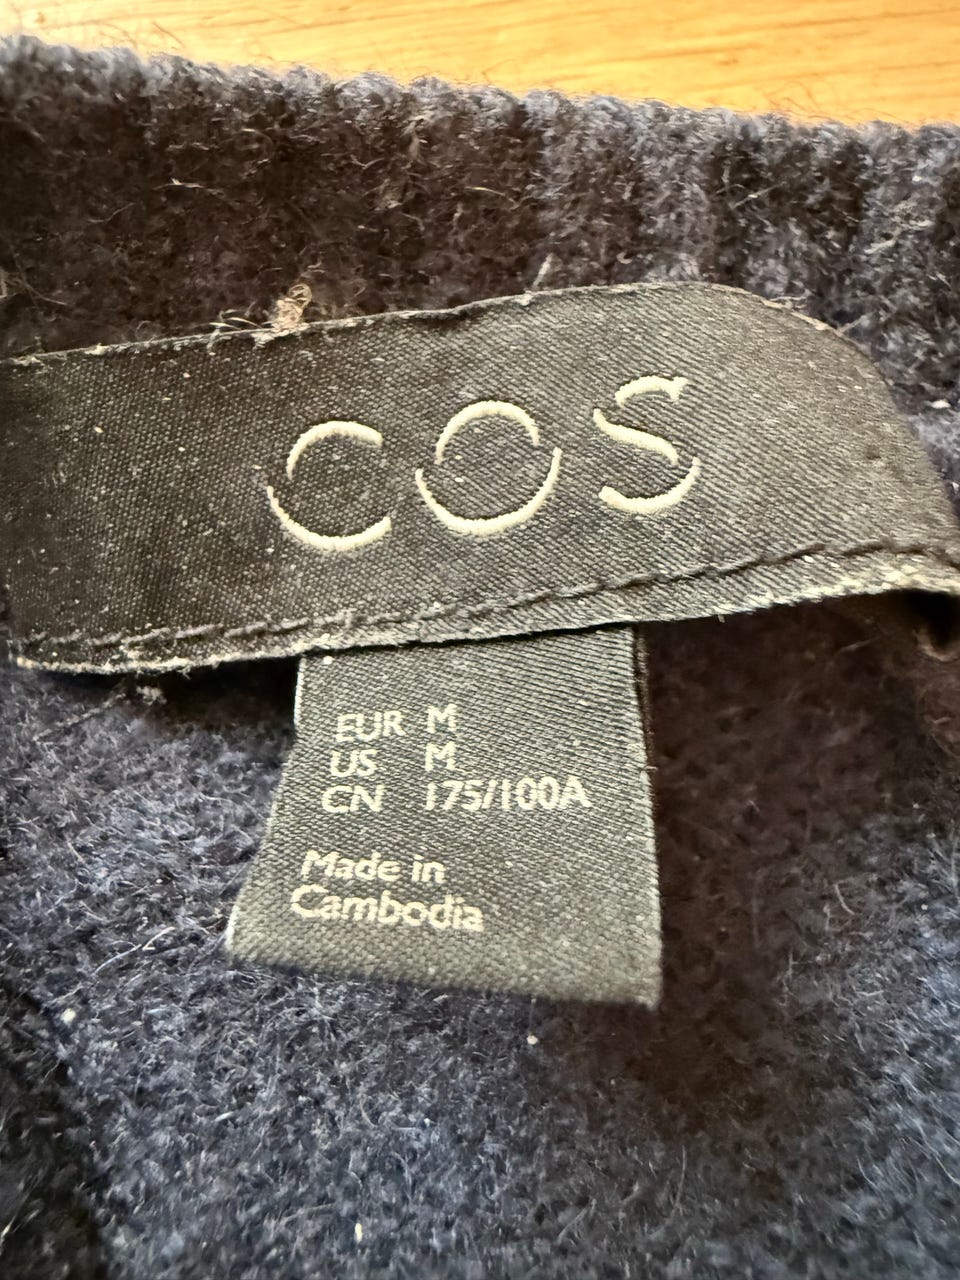 COS
EUR M
US M
CN 175/100A
Made in
Cambodia